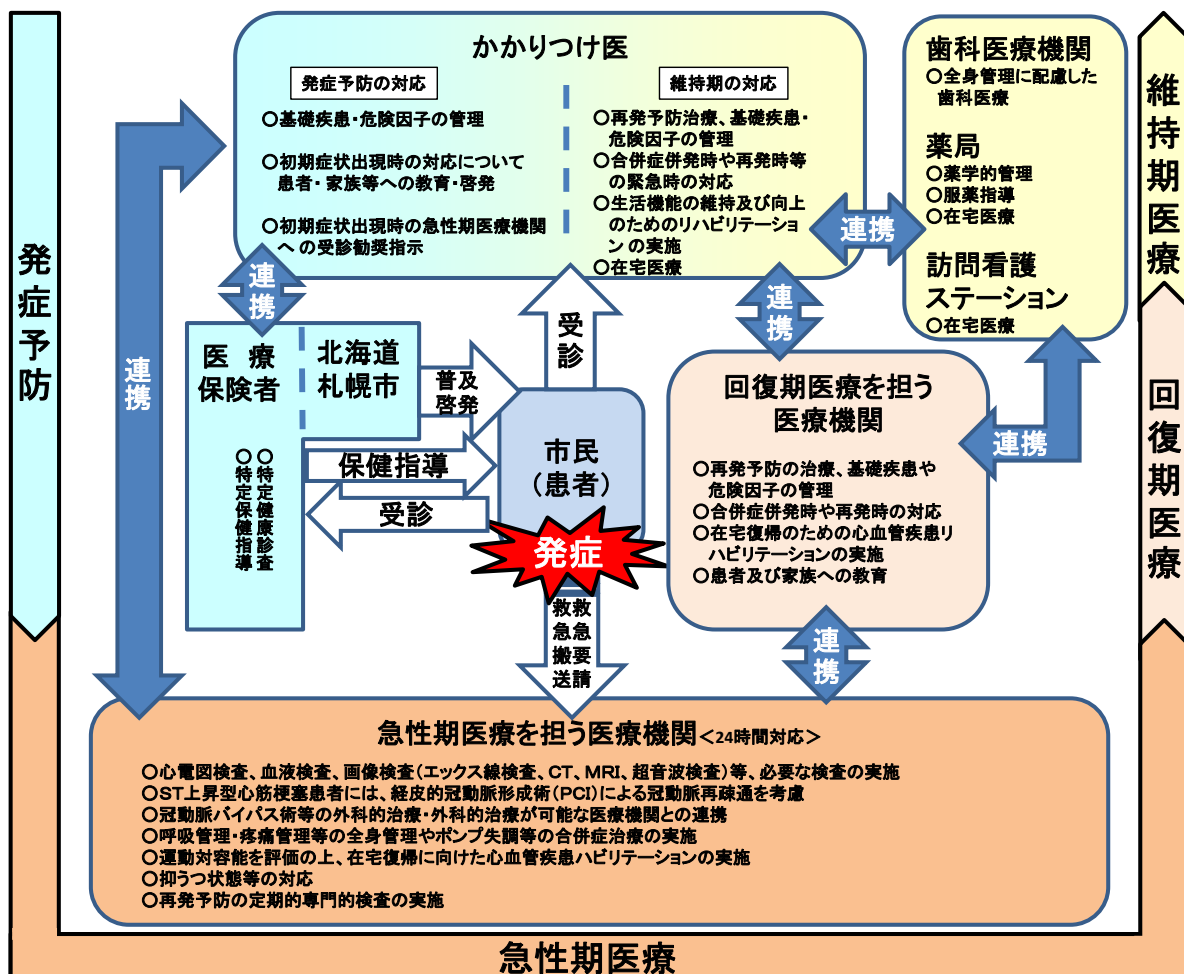 かかりつけ医
発症予防の対応
○基礎疾患・危険因子の管理
○初期症状出現時の対応について
患者・家族等への教育・啓発
○初期症状出現時の急性期医療機関
への受診勧奨指示
維持期の対応
○再発予防治療、基礎疾患・
危険因子の管理
○合併症併発時や再発時等
の緊急時の対応
○生活機能の維持及び向上
のためのリハビリテーショ
ンの実施
○在宅医療
歯科医療機関
○全身管理に配慮した
歯科医療
薬局
○薬学的管理
○服薬指導
○在宅医療
訪問看護
ステーション
○在宅医療
発症予防
維持期医療
回復期医療
連携
連携
連携
連携
連携
連携
医療
保険者
北海道
札幌市
○特定健康診査
○特定保健指導
普及
啓発
受診
保健指導
受診
市民
(患者)
発症
救急要請
救急搬送
回復期医療を担う
医療機関
○再発予防の治療、基礎疾患や
危険因子の管理
○合併症併発時や再発時の対応
○在宅復帰のための心血管疾患リ
ハビリテーションの実施
○患者及び家族への教育
急性期医療を担う医療機関<24時間対応>
○心電図検査、血液検査、画像検査(エックス線検査、CT、MRI、超音波検査)等、必要な検査の実施
○ST上昇型心筋梗塞患者には、経皮的冠動脈形成術(PCI)による冠動脈再疎通を考慮
○冠動脈バイパス術等の外科的治療・外科的治療が可能な医療機関との連携
○呼吸管理・疼痛管理等の全身管理やポンプ失調等の合併症治療の実施
○運動対容能を評価の上、在宅復帰に向けた心血管疾患ハビリテーションの実施
○抑うつ状態等の対応
○再発予防の定期的専門的検査の実施
急性期医療